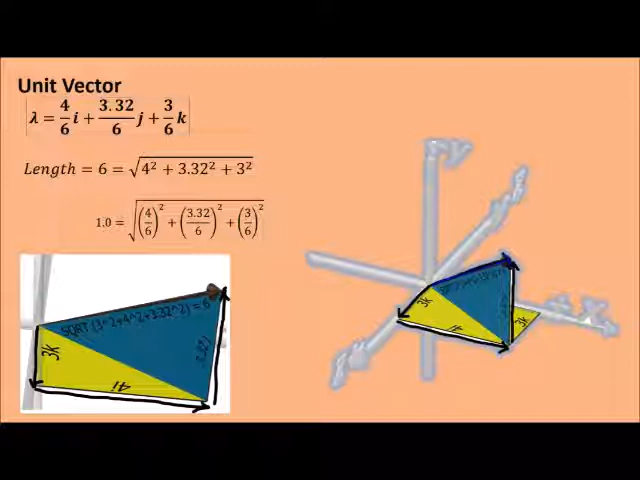 Unit Vector
λ = 4/6 i + 3.32/6 j + 3/6 k
Length = 6 = √(4² + 3.32² + 3²)
1.0 = √((4/6)² + (3.32/6)² + (3/6)²)
SQRT (3^2+4^2+3.32^2) = 6
3K
3.32J
4i
3K
4i
3K